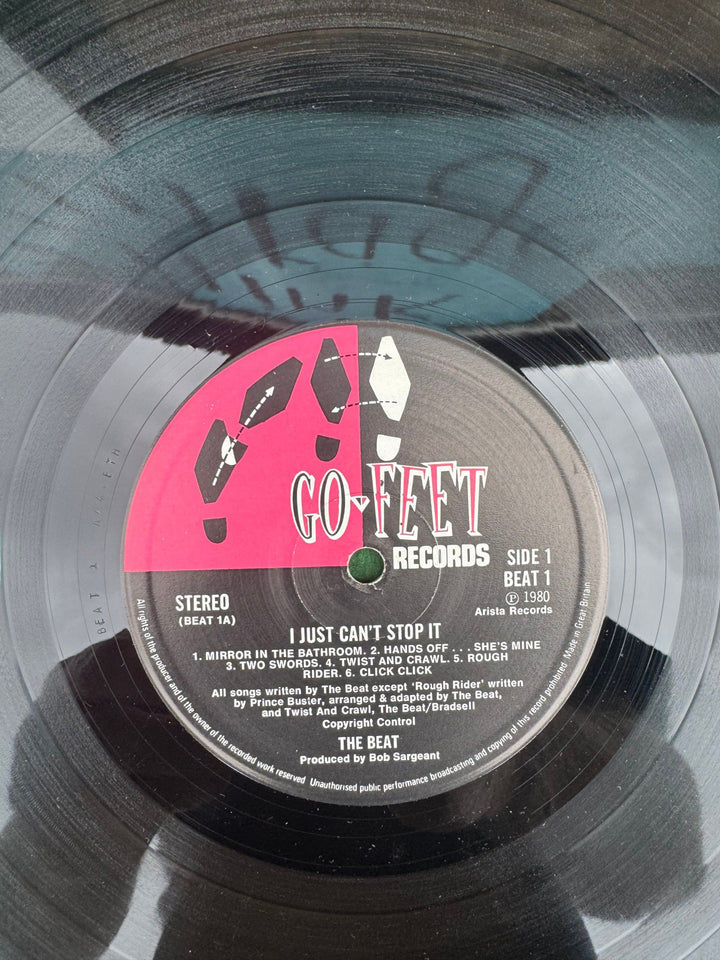 GO FEET
RECORDS
SIDE 1
BEAT 1
℗ 1980
Arista Records
STEREO
(BEAT 1A)
I JUST CAN'T STOP IT
1. MIRROR IN THE BATHROOM. 2. HANDS OFF . . . SHE'S MINE
3. TWO SWORDS. 4. TWIST AND CRAWL. 5. ROUGH
RIDER. 6. CLICK CLICK
All songs written by The Beat except 'Rough Rider' written
by Prince Buster, arranged & adapted by The Beat,
and Twist And Crawl, The Beat/Bradsell
Copyright Control
THE BEAT
Produced by Bob Sargeant
All rights of the producer and of the owner of the recorded work reserved Unauthorised public performance broadcasting and copying of this record prohibited Made in Great Britain
BEAT 1 A